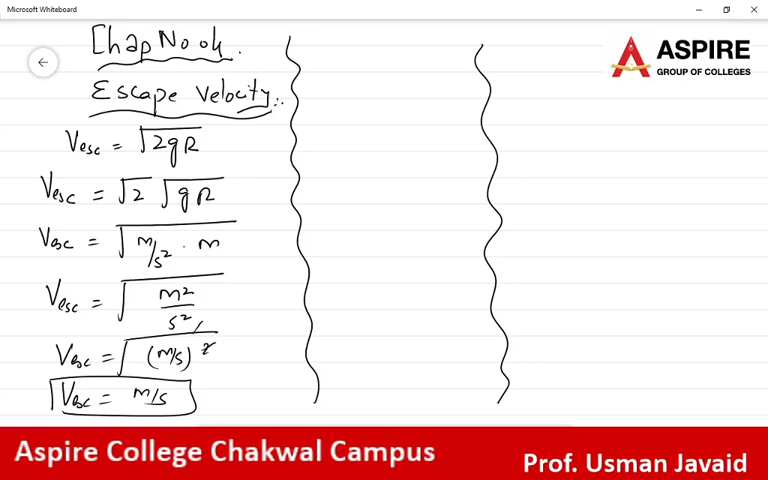 Microsoft Whiteboard
Chap No 04.
Escape Velocity:.
Vesc = √2gR
Vesc = √2 √gR
Vesc = √m/s² · m
Vesc = √m²/s²
Vesc = √(m/s)²
Vesc = m/s
ASPIRE
GROUP OF COLLEGES
Aspire College Chakwal Campus
Prof. Usman Javaid